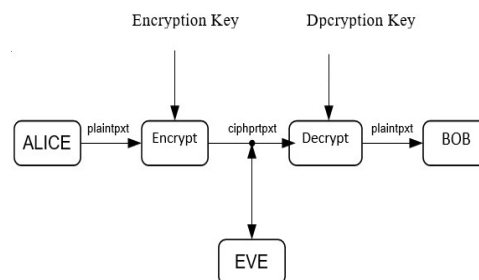 Encryption Key
Dpcryption Key
ALICE
plaintpxt
Encrypt
ciphprtpxt
Decrypt
plaintpxt
BOB
EVE